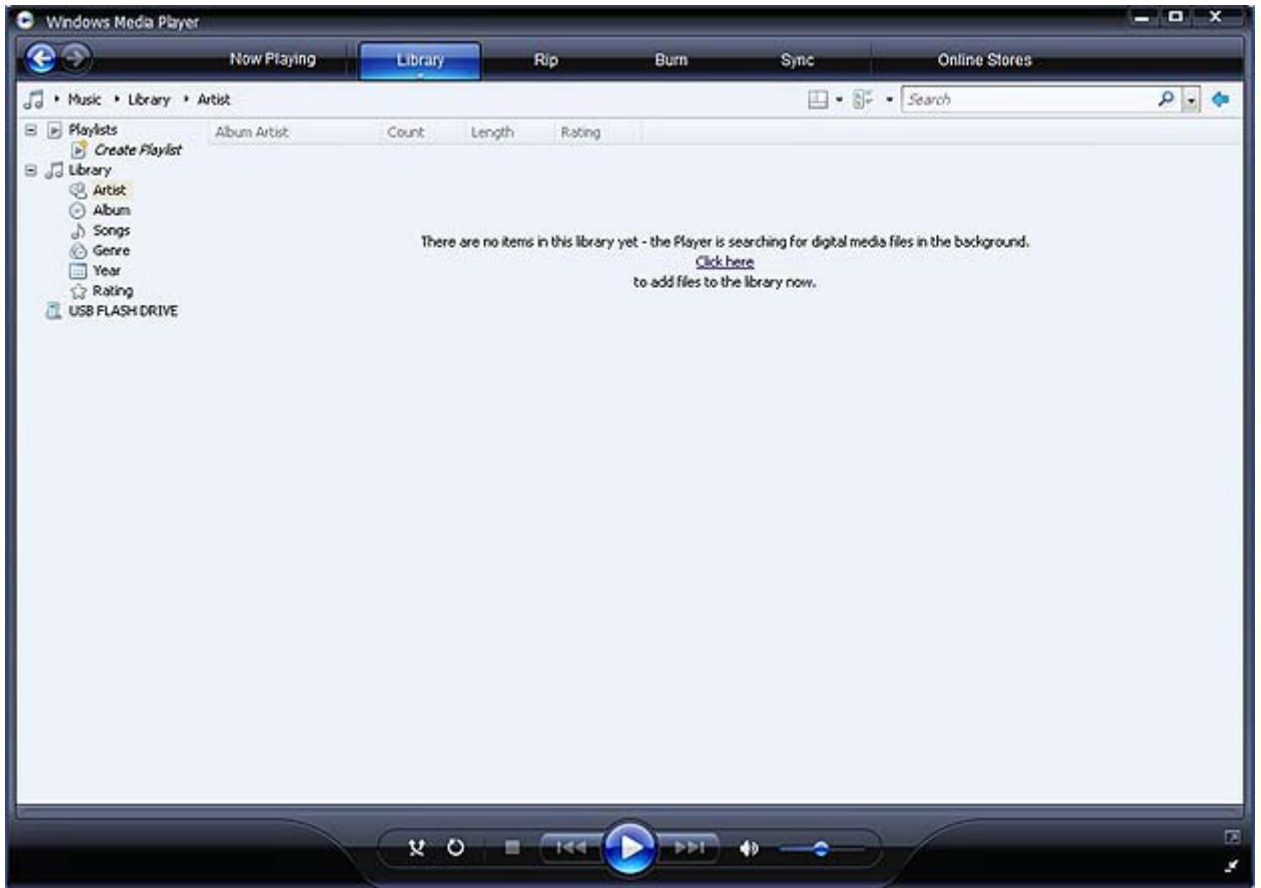 Windows Media Player
Now Playing Library Rip Burn Sync Online Stores
Music Library Artist Search
Playlists Album Artist Count Length Rating
Create Playlist
Library
Artist
Album
Songs
Genre
Year
Rating
USB FLASH DRIVE
There are no items in this library yet - the Player is searching for digital media files in the background.
Click here
to add files to the library now.